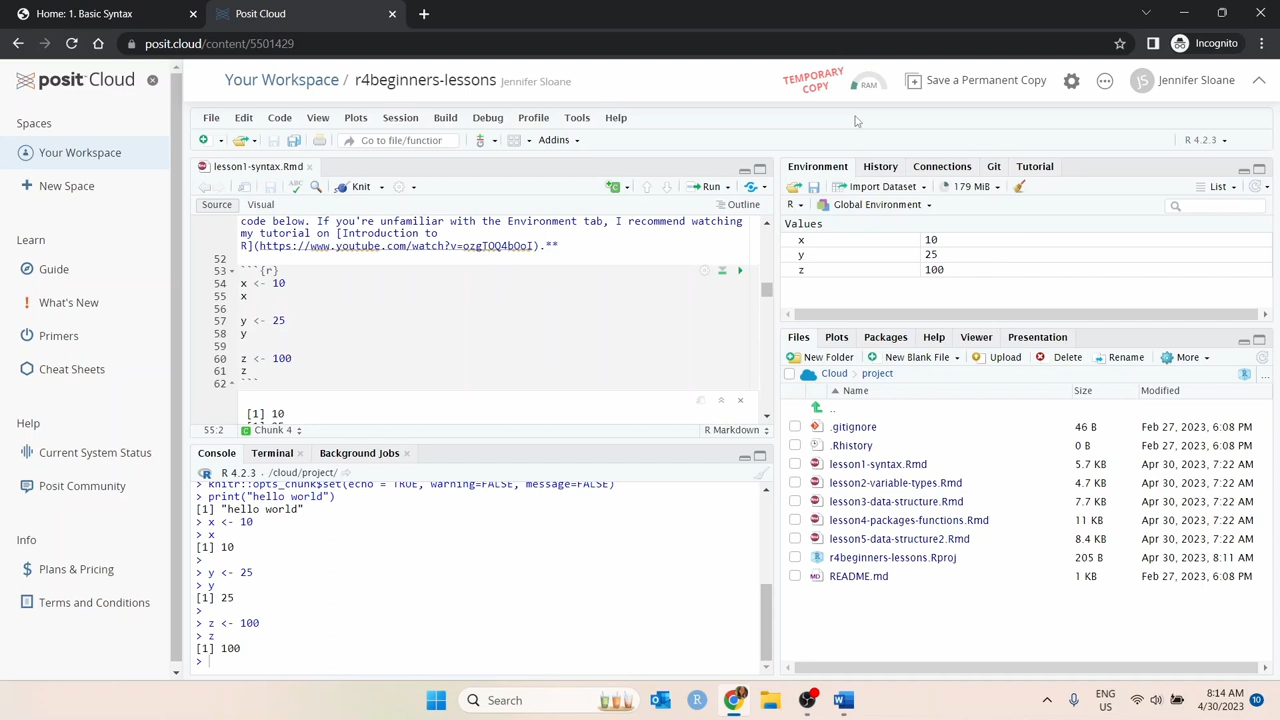 Home: 1. Basic Syntax
Posit Cloud
posit.cloud/content/5501429
Incognito
posit Cloud
Your Workspace / r4beginners-lessons Jennifer Sloane
TEMPORARY COPY
RAM
Save a Permanent Copy
JS Jennifer Sloane
Spaces
Your Workspace
New Space
Learn
Guide
What's New
Primers
Cheat Sheets
Help
Current System Status
Posit Community
Info
Plans & Pricing
Terms and Conditions
File Edit Code View Plots Session Build Debug Profile Tools Help
Go to file/function Addins
R 4.2.3
lesson1-syntax.Rmd
ABC Knit Run
Source Visual Outline
code below. If you're unfamiliar with the Environment tab, I recommend watching
my tutorial on [Introduction to
R](https://www.youtube.com/watch?v=ozgTOQ4bOoI).**
52
53 ```{r}
54 x <- 10
55 x
56
57 y <- 25
58 y
59
60 z <- 100
61 z
62 ```
[1] 10
55:2 Chunk 4 R Markdown
Console Terminal Background Jobs
R 4.2.3 . /cloud/project/
> knitr::opts_chunk$set(echo = TRUE, warning=FALSE, message=FALSE)
> print("hello world")
[1] "hello world"
> x <- 10
> x
[1] 10
>
> y <- 25
> y
[1] 25
>
> z <- 100
> z
[1] 100
>
Environment History Connections Git Tutorial
Import Dataset 179 MiB List
R Global Environment
Values
x 10
y 25
z 100
Files Plots Packages Help Viewer Presentation
New Folder New Blank File Upload Delete Rename More
Cloud project ...
Name Size Modified
..
.gitignore 46 B Feb 27, 2023, 6:08 PM
.Rhistory 0 B Feb 27, 2023, 6:08 PM
lesson1-syntax.Rmd 5.7 KB Apr 30, 2023, 7:22 AM
lesson2-variable-types.Rmd 4.7 KB Apr 30, 2023, 7:22 AM
lesson3-data-structure.Rmd 7.7 KB Apr 30, 2023, 7:22 AM
lesson4-packages-functions.Rmd 11 KB Apr 30, 2023, 7:22 AM
lesson5-data-structure2.Rmd 8.4 KB Apr 30, 2023, 7:22 AM
r4beginners-lessons.Rproj 205 B Apr 30, 2023, 8:11 AM
README.md 1 KB Feb 27, 2023, 6:08 PM
Search
ENG
US
8:14 AM
4/30/2023
10